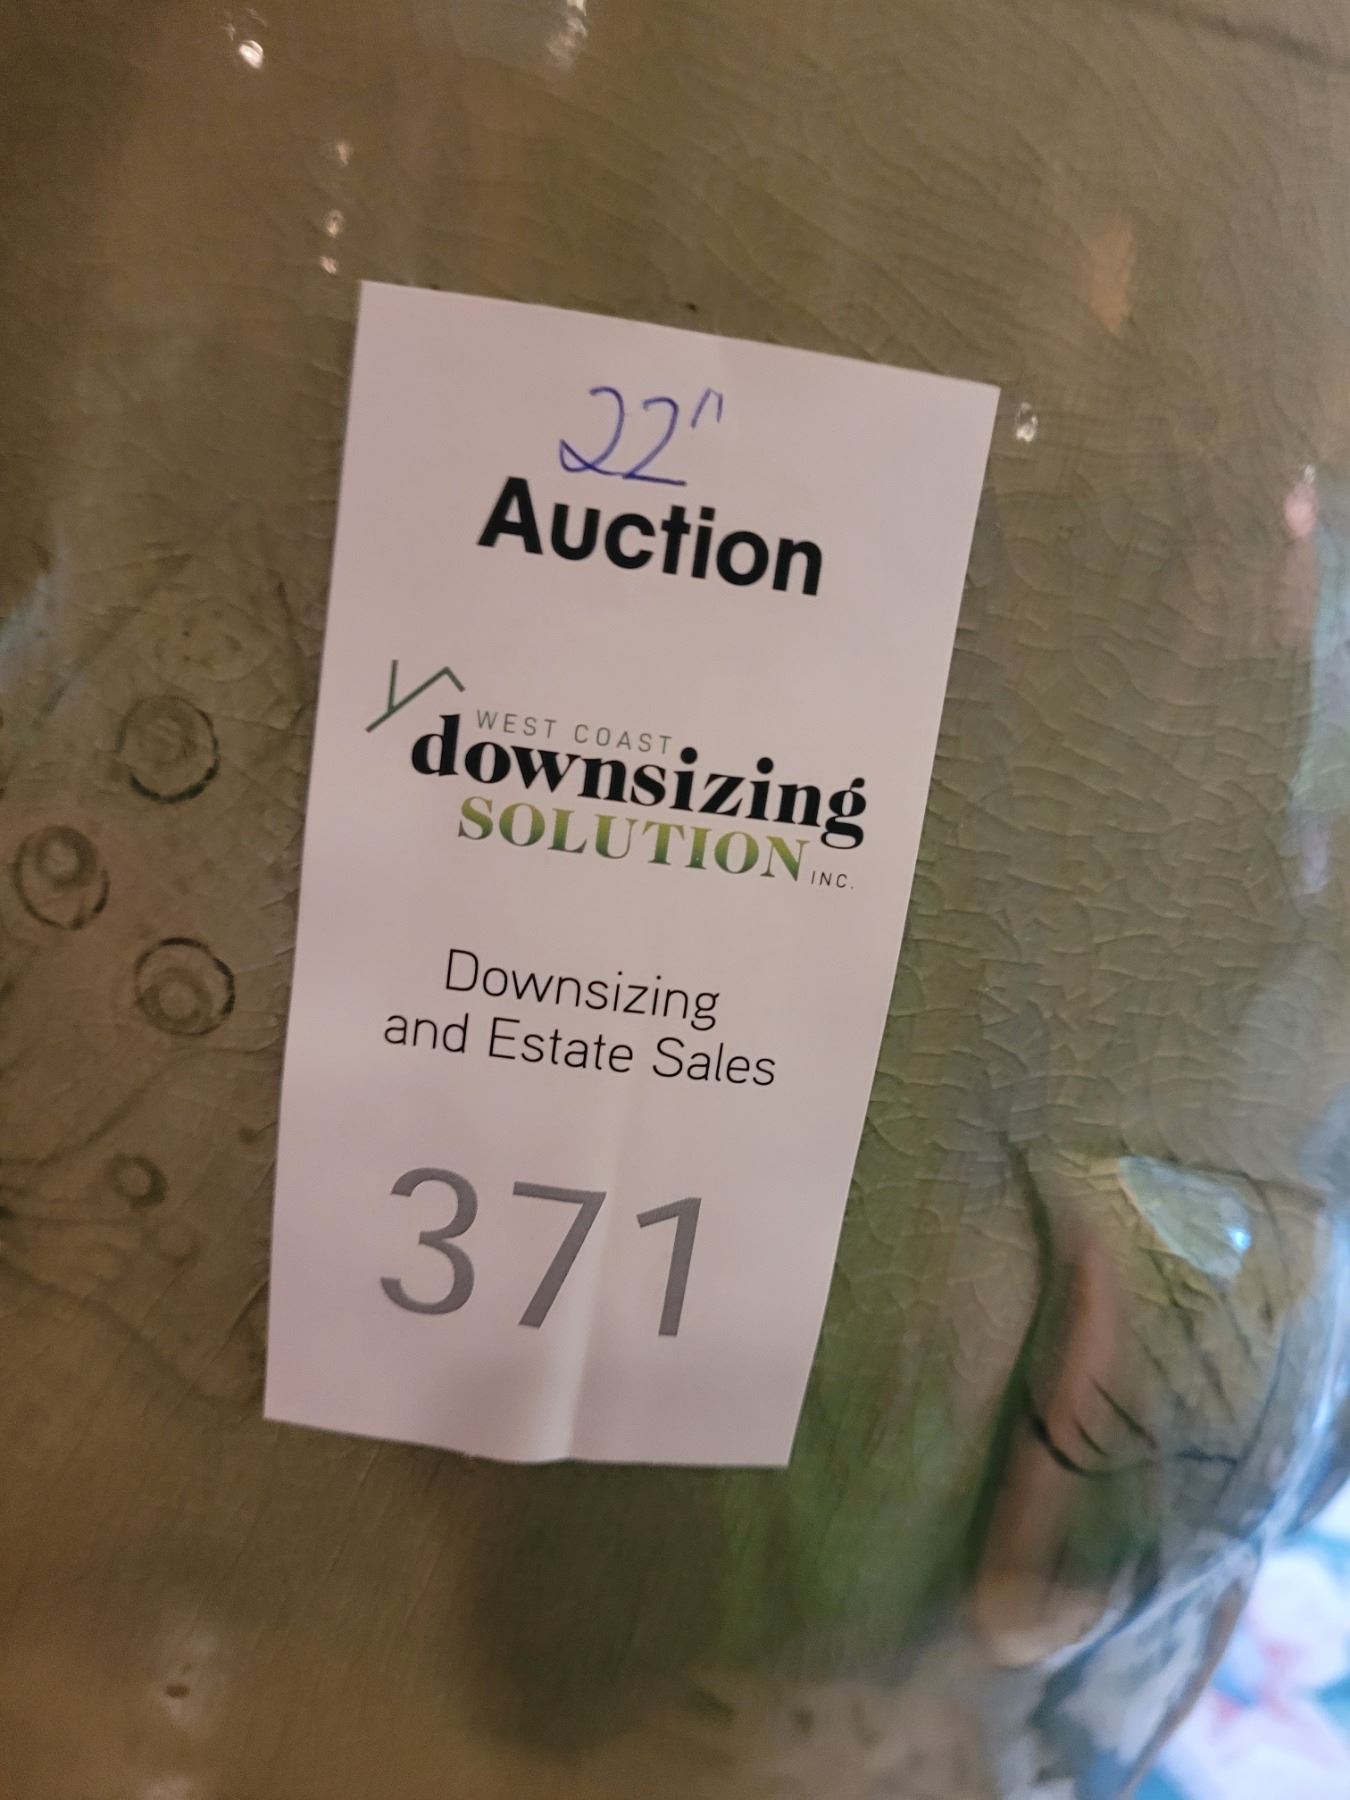 22"
Auction
WEST COAST
downsizing
SOLUTION INC.
Downsizing
and Estate Sales
371